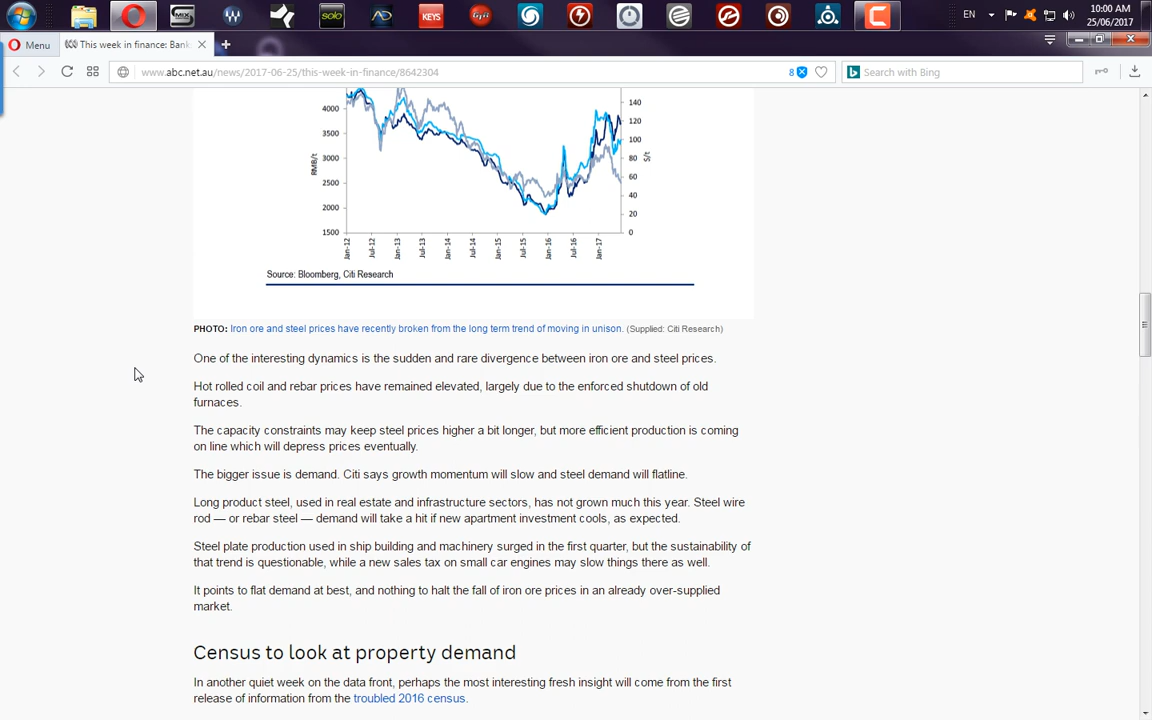 10:00 AM
EN
25/06/2017
MIX
solo
KEYS
Menu
This week in finance: Bank
www.abc.net.au/news/2017-06-25/this-week-in-finance/8642304
8
Search with Bing
4000
3500
3000
2500
2000
1500
RMB/t
140
120
100
80
60
40
20
0
$/t
Jan-12
Jul-12
Jan-13
Jul-13
Jan-14
Jul-14
Jan-15
Jul-15
Jan-16
Jul-16
Jan-17
Source: Bloomberg, Citi Research
PHOTO: Iron ore and steel prices have recently broken from the long term trend of moving in unison. (Supplied: Citi Research)
One of the interesting dynamics is the sudden and rare divergence between iron ore and steel prices.
Hot rolled coil and rebar prices have remained elevated, largely due to the enforced shutdown of old
furnaces.
The capacity constraints may keep steel prices higher a bit longer, but more efficient production is coming
on line which will depress prices eventually.
The bigger issue is demand. Citi says growth momentum will slow and steel demand will flatline.
Long product steel, used in real estate and infrastructure sectors, has not grown much this year. Steel wire
rod — or rebar steel — demand will take a hit if new apartment investment cools, as expected.
Steel plate production used in ship building and machinery surged in the first quarter, but the sustainability of
that trend is questionable, while a new sales tax on small car engines may slow things there as well.
It points to flat demand at best, and nothing to halt the fall of iron ore prices in an already over-supplied
market.
Census to look at property demand
In another quiet week on the data front, perhaps the most interesting fresh insight will come from the first
release of information from the troubled 2016 census.